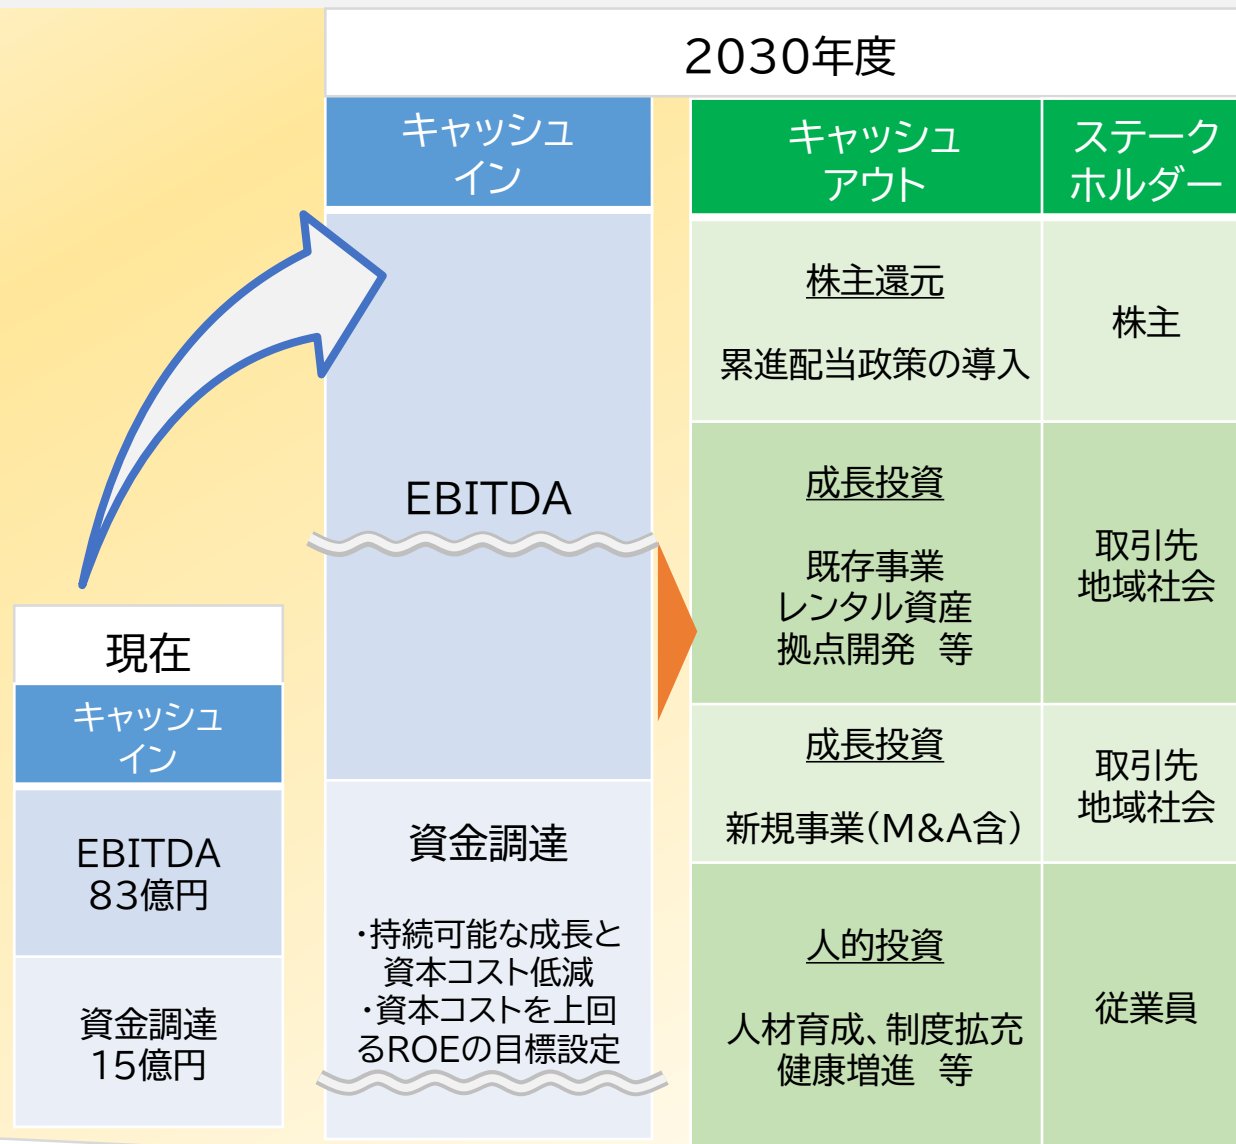 2030年度
キャッシュ
イン
キャッシュ
アウト
ステーク
ホルダー
EBITDA
資金調達
・持続可能な成長と
資本コスト低減
・資本コストを上回
るROEの目標設定
株主還元
累進配当政策の導入
株主
成長投資
既存事業
レンタル資産
拠点開発　等
取引先
地域社会
成長投資
新規事業(M&A含)
取引先
地域社会
人的投資
人材育成、制度拡充
健康増進　等
従業員
現在
キャッシュ
イン
EBITDA
83億円
資金調達
15億円